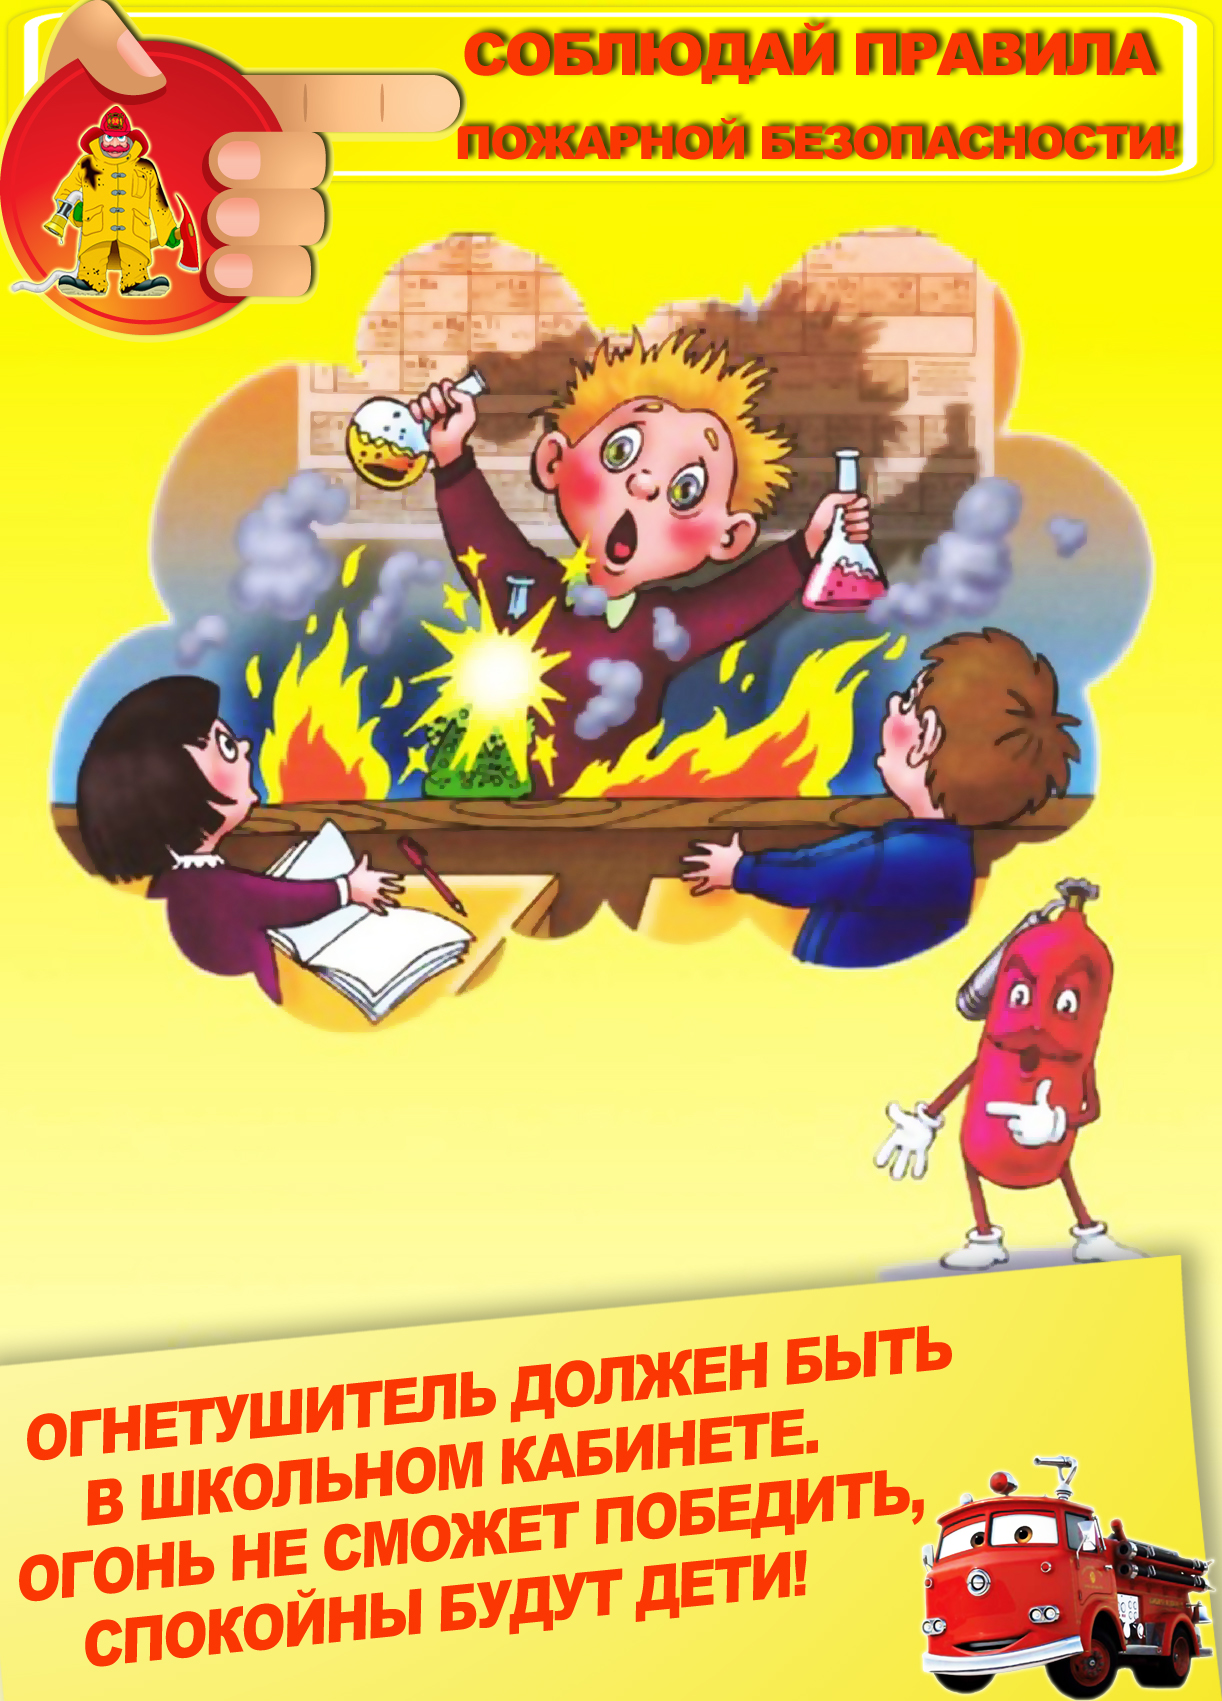 СОБЛЮДАЙ ПРАВИЛА
ПОЖАРНОЙ БЕЗОПАСНОСТИ!
ОГНЕТУШИТЕЛЬ ДОЛЖЕН БЫТЬ
В ШКОЛЬНОМ КАБИНЕТЕ.
ОГОНЬ НЕ СМОЖЕТ ПОБЕДИТЬ,
СПОКОЙНЫ БУДУТ ДЕТИ!